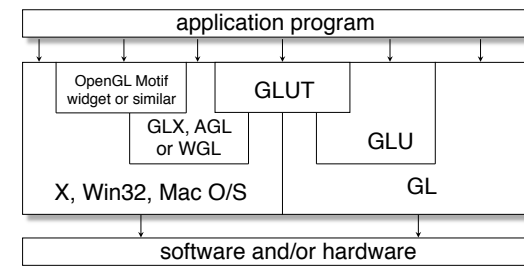 application program
OpenGL Motif
widget or similar
GLUT
GLX, AGL
or WGL
GLU
X, Win32, Mac O/S
GL
software and/or hardware